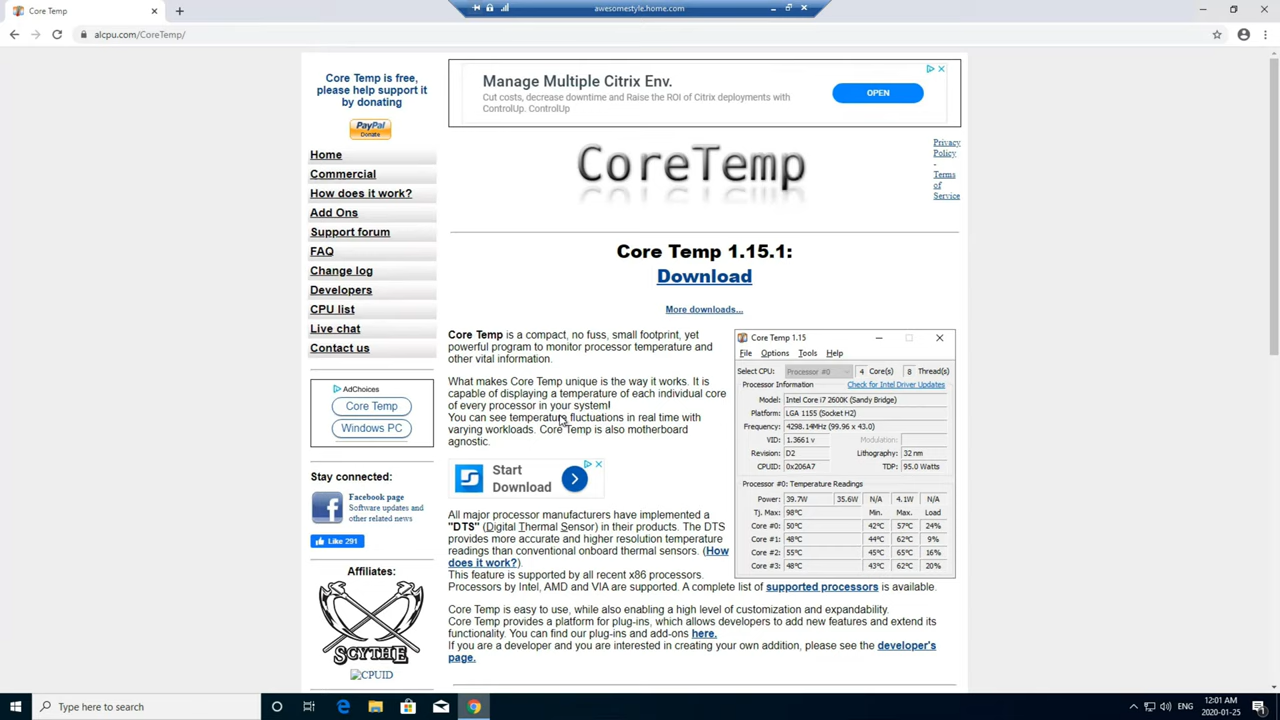 Core Temp
awesomestyle.home.com
alcpu.com/CoreTemp/
Core Temp is free,
please help support it
by donating
PayPal
Donate
Home
Commercial
How does it work?
Add Ons
Support forum
FAQ
Change log
Developers
CPU list
Live chat
Contact us
AdChoices
Core Temp
Windows PC
Stay connected:
Facebook page
Software updates and
other related news
Like 291
Affiliates:
SCYTHE
CPUID
Manage Multiple Citrix Env.
Cut costs, decrease downtime and Raise the ROI of Citrix deployments with
ControlUp. ControlUp
OPEN
CoreTemp
Privacy
Policy
-
Terms
of
Service
Core Temp 1.15.1:
Download
More downloads...
Core Temp is a compact, no fuss, small footprint, yet
powerful program to monitor processor temperature and
other vital information.
What makes Core Temp unique is the way it works. It is
capable of displaying a temperature of each individual core
of every processor in your system!
You can see temperature fluctuations in real time with
varying workloads. Core Temp is also motherboard
agnostic.
Start
Download
All major processor manufacturers have implemented a
"DTS" (Digital Thermal Sensor) in their products. The DTS
provides more accurate and higher resolution temperature
readings than conventional onboard thermal sensors. (How
does it work?).
This feature is supported by all recent x86 processors.
Processors by Intel, AMD and VIA are supported. A complete list of supported processors is available.
Core Temp is easy to use, while also enabling a high level of customization and expandability.
Core Temp provides a platform for plug-ins, which allows developers to add new features and extend its
functionality. You can find our plug-ins and add-ons here.
If you are a developer and you are interested in creating your own addition, please see the developer's
page.
Core Temp 1.15
File Options Tools Help
Select CPU: Processor #0 4 Core(s) 8 Thread(s)
Processor Information Check for Intel Driver Updates
Model: Intel Core i7 2600K (Sandy Bridge)
Platform: LGA 1155 (Socket H2)
Frequency: 4298.14MHz (99.96 x 43.0)
VID: 1.3661 v Modulation:
Revision: D2 Lithography: 32 nm
CPUID: 0x206A7 TDP: 95.0 Watts
Processor #0: Temperature Readings
Power: 39.7W 35.6W N/A 4.1W N/A
Tj. Max: 98°C Min. Max. Load
Core #0: 50°C 42°C 57°C 24%
Core #1: 48°C 44°C 62°C 9%
Core #2: 55°C 45°C 65°C 16%
Core #3: 48°C 43°C 62°C 20%
Type here to search
ENG
12:01 AM
2020-01-25
1